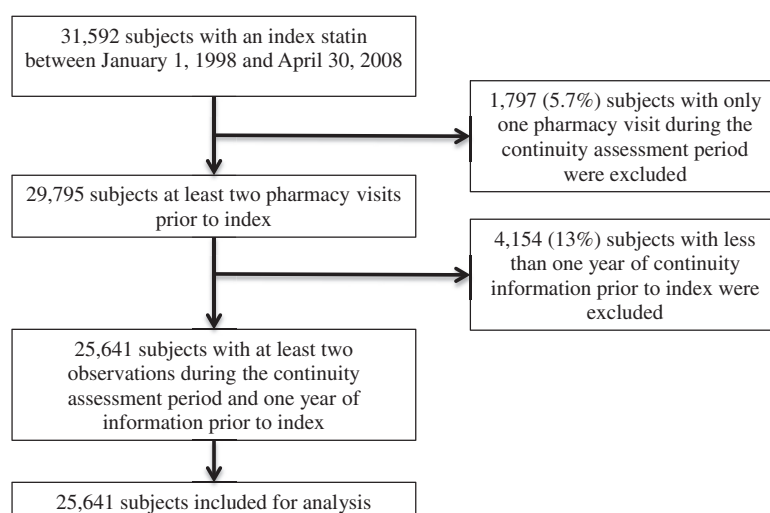 31,592 subjects with an index statin
between January 1, 1998 and April 30, 2008
1,797 (5.7%) subjects with only
one pharmacy visit during the
continuity assessment period
were excluded
29,795 subjects at least two pharmacy visits
prior to index
4,154 (13%) subjects with less
than one year of continuity
information prior to index were
excluded
25,641 subjects with at least two
observations during the continuity
assessment period and one year of
information prior to index
25,641 subjects included for analysis